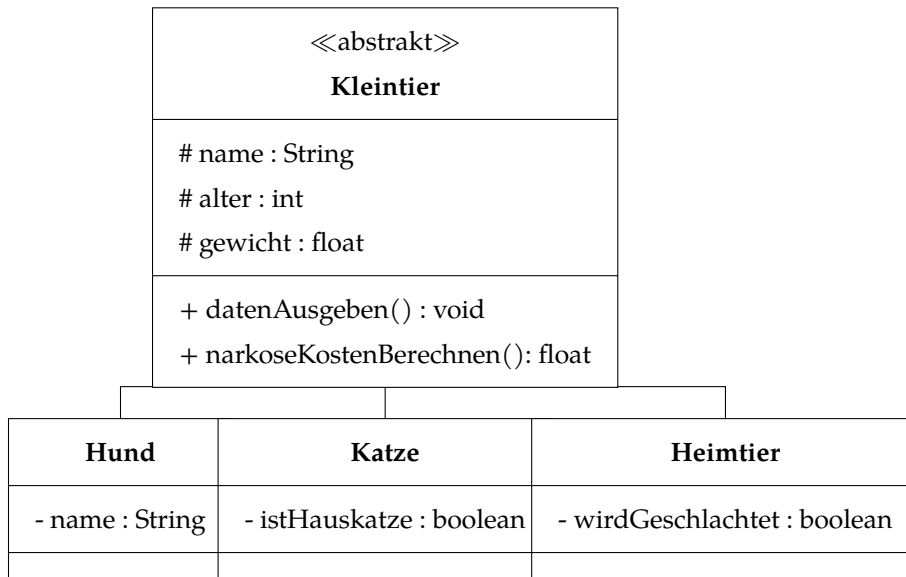 ≪abstrakt≫
Kleintier
# name : String
# alter : int
# gewicht : float
+ datenAusgeben() : void
+ narkoseKostenBerechnen(): float
Hund
Katze
Heimtier
- name : String
- istHauskatze : boolean
- wirdGeschlachtet : boolean